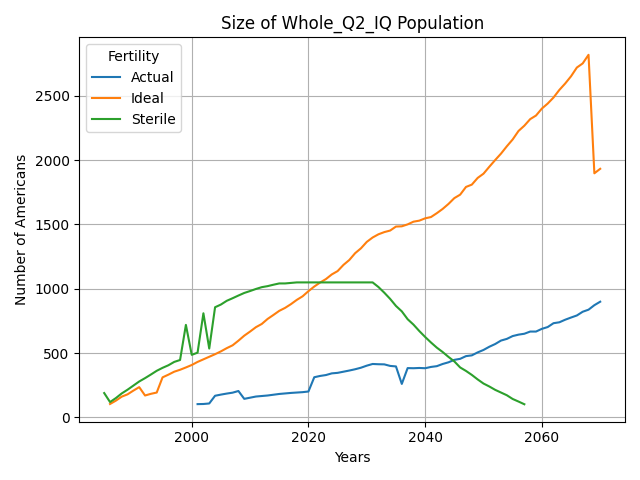 Size of Whole_Q2_IQ Population
Fertility
Actual
Ideal
Sterile
Number of Americans
2500
2000
1500
1000
500
0
2000
2020
2040
2060
Years